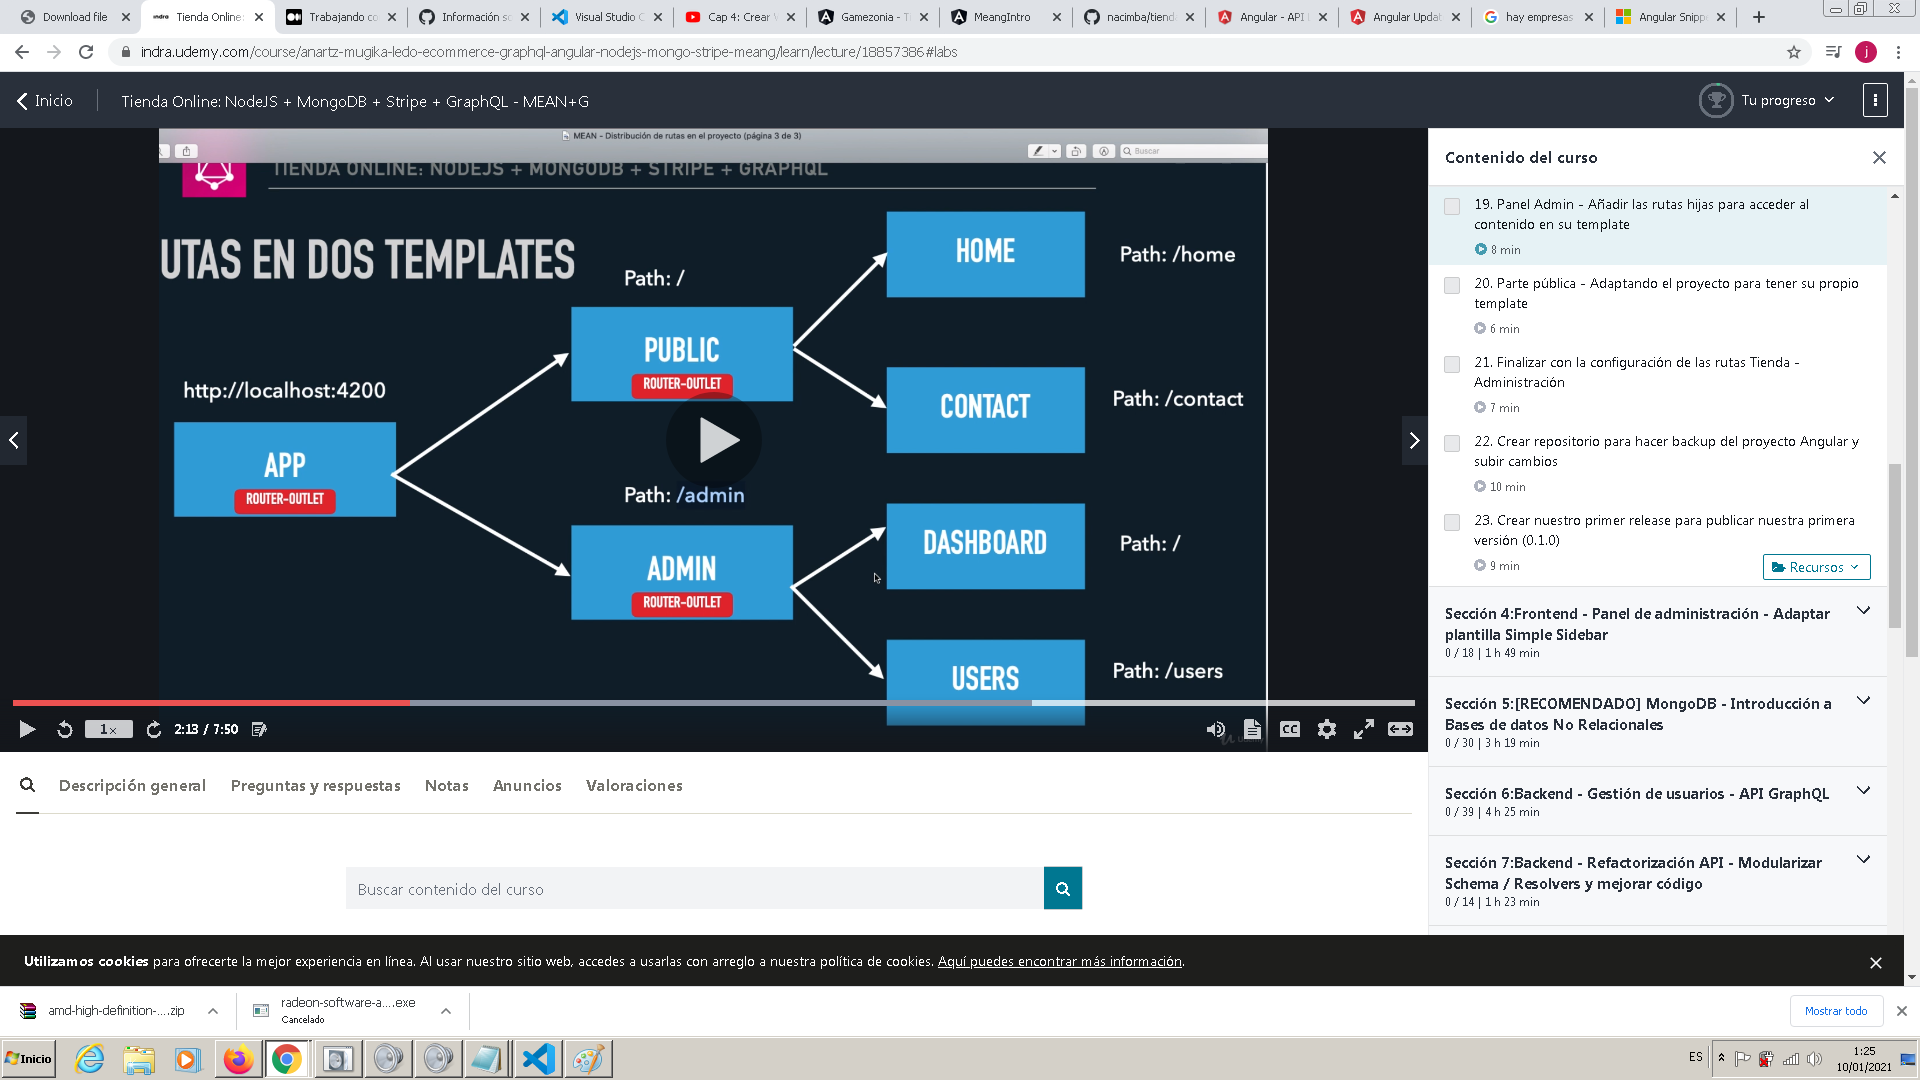 Download file
Tienda Online:
Trabajando co
Información s
Visual Studio C
Cap 4: Crear
Gamezonia - T
MeangIntro
nacimba/tiend
Angular - API
Angular Updat
hay empresas
Angular Snipp
indra.udemy.com/course/anartz-mugika-ledo-ecommerce-graphql-angular-nodejs-mongo-stripe-meang/learn/lecture/18857386#labs
j
Inicio
Tienda Online: NodeJS + MongoDB + Stripe + GraphQL - MEAN+G
Tu progreso
MEAN - Distribución de rutas en el proyecto (página 3 de 3)
Buscar
TIENDA ONLINE: NODEJS + MONGODB + STRIPE + GRAPHQL
UTAS EN DOS TEMPLATES
Path: /
HOME
Path: /home
PUBLIC
ROUTER-OUTLET
http://localhost:4200
CONTACT
Path: /contact
APP
ROUTER-OUTLET
Path: /admin
DASHBOARD
Path: /
ADMIN
ROUTER-OUTLET
USERS
Path: /users
1x
2:13 / 7:50
CC
Contenido del curso
19. Panel Admin - Añadir las rutas hijas para acceder al
contenido en su template
8 min
20. Parte pública - Adaptando el proyecto para tener su propio
template
6 min
21. Finalizar con la configuración de las rutas Tienda -
Administración
7 min
22. Crear repositorio para hacer backup del proyecto Angular y
subir cambios
10 min
23. Crear nuestro primer release para publicar nuestra primera
versión (0.1.0)
9 min
Recursos
Sección 4:Frontend - Panel de administración - Adaptar
plantilla Simple Sidebar
0 / 18 | 1 h 49 min
Sección 5:[RECOMENDADO] MongoDB - Introducción a
Bases de datos No Relacionales
0 / 30 | 3 h 19 min
Sección 6:Backend - Gestión de usuarios - API GraphQL
0 / 39 | 4 h 25 min
Sección 7:Backend - Refactorización API - Modularizar
Schema / Resolvers y mejorar código
0 / 14 | 1 h 23 min
Descripción general
Preguntas y respuestas
Notas
Anuncios
Valoraciones
Buscar contenido del curso
Utilizamos cookies para ofrecerte la mejor experiencia en línea. Al usar nuestro sitio web, accedes a usarlas con arreglo a nuestra política de cookies. Aquí puedes encontrar más información.
amd-high-definition-....zip
radeon-software-a....exe
Cancelado
Mostrar todo
Inicio
ES
1:25
10/01/2021